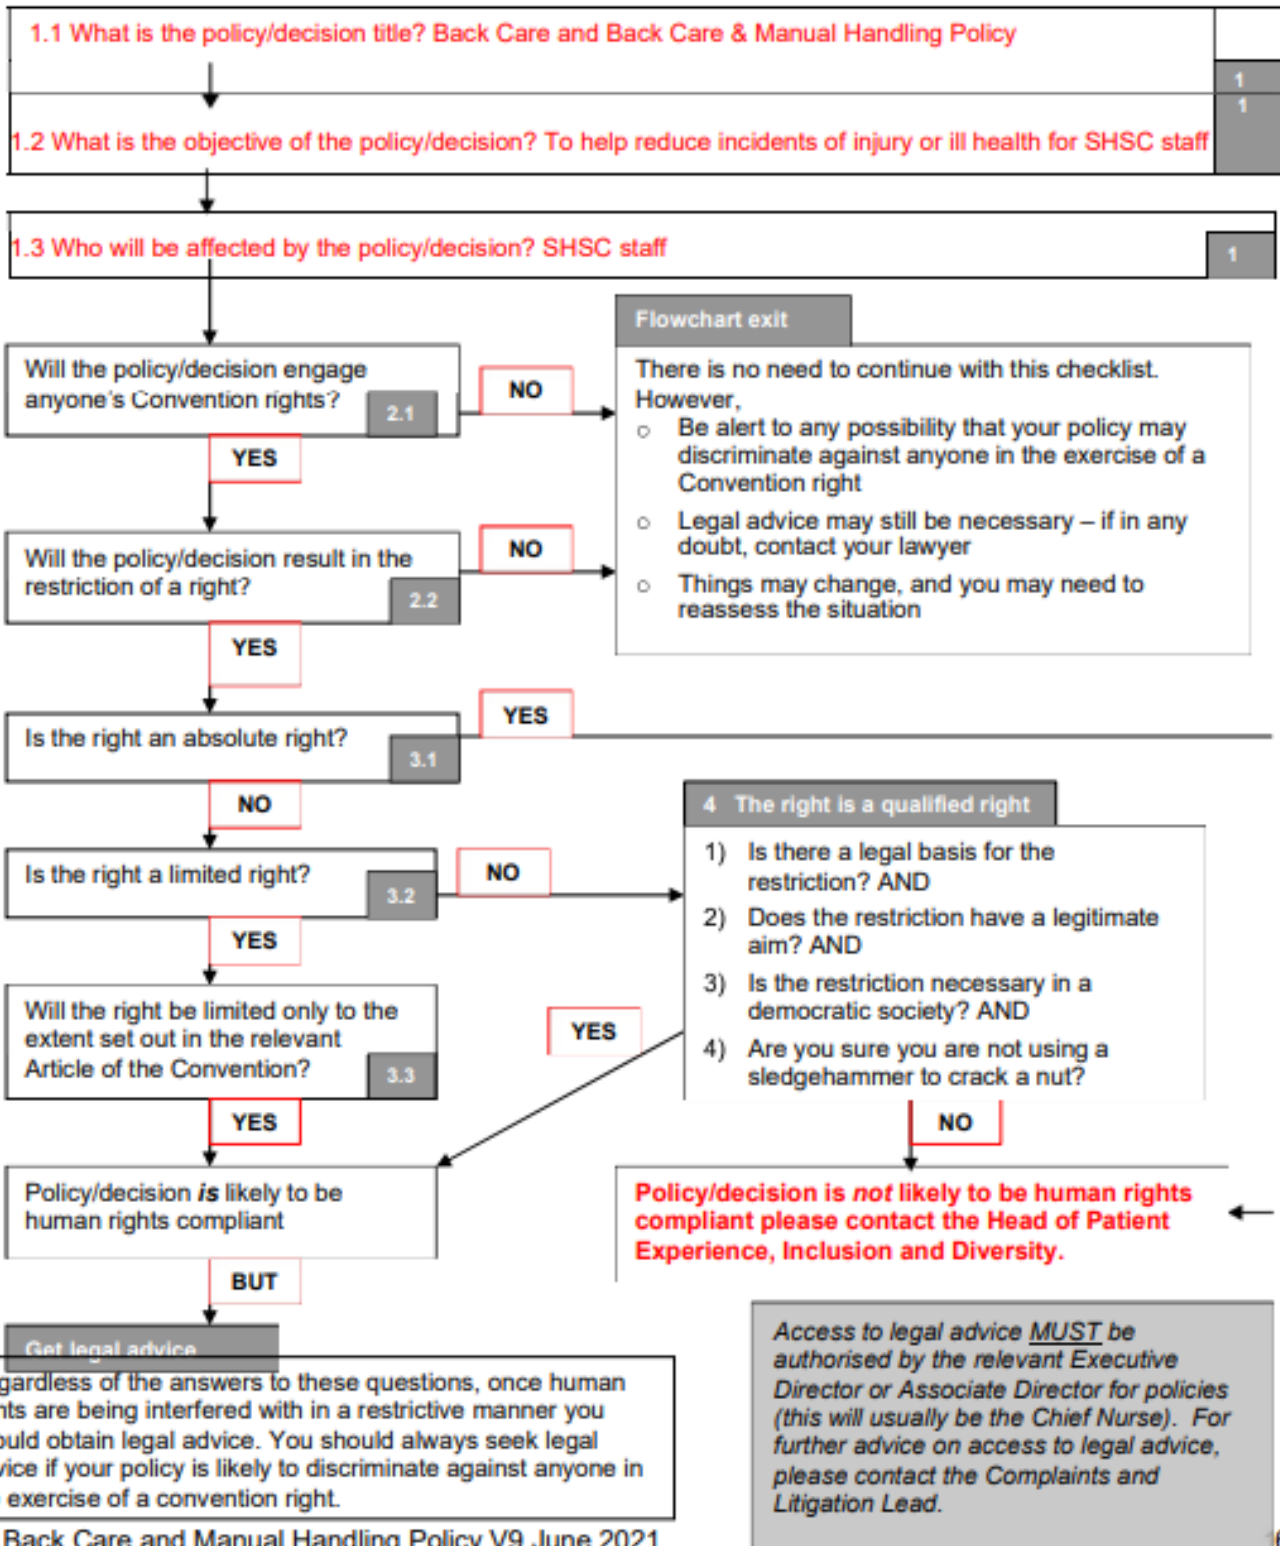 1.1 What is the policy/decision title? Back Care and Back Care & Manual Handling Policy
1
1
1.2 What is the objective of the policy/decision? To help reduce incidents of injury or ill health for SHSC staff
1.3 Who will be affected by the policy/decision? SHSC staff
1
Flowchart exit
Will the policy/decision engage
anyone's Convention rights?
2.1
NO
There is no need to continue with this checklist.
However,
o Be alert to any possibility that your policy may
discriminate against anyone in the exercise of a
Convention right
o Legal advice may still be necessary – if in any
doubt, contact your lawyer
o Things may change, and you may need to
reassess the situation
YES
Will the policy/decision result in the
restriction of a right?
2.2
NO
YES
Is the right an absolute right?
3.1
YES
NO
Is the right a limited right?
3.2
NO
4 The right is a qualified right
1) Is there a legal basis for the
restriction? AND
2) Does the restriction have a legitimate
aim? AND
3) Is the restriction necessary in a
democratic society? AND
4) Are you sure you are not using a
sledgehammer to crack a nut?
YES
Will the right be limited only to the
extent set out in the relevant
Article of the Convention?
3.3
YES
YES
NO
Policy/decision is likely to be
human rights compliant
Policy/decision is not likely to be human rights
compliant please contact the Head of Patient
Experience, Inclusion and Diversity.
BUT
Get legal advice
gardless of the answers to these questions, once human
nts are being interfered with in a restrictive manner you
ould obtain legal advice. You should always seek legal
vice if your policy is likely to discriminate against anyone in
exercise of a convention right.
Access to legal advice MUST be
authorised by the relevant Executive
Director or Associate Director for policies
(this will usually be the Chief Nurse). For
further advice on access to legal advice,
please contact the Complaints and
Litigation Lead.
Back Care and Manual Handling Policy V9 June 2021